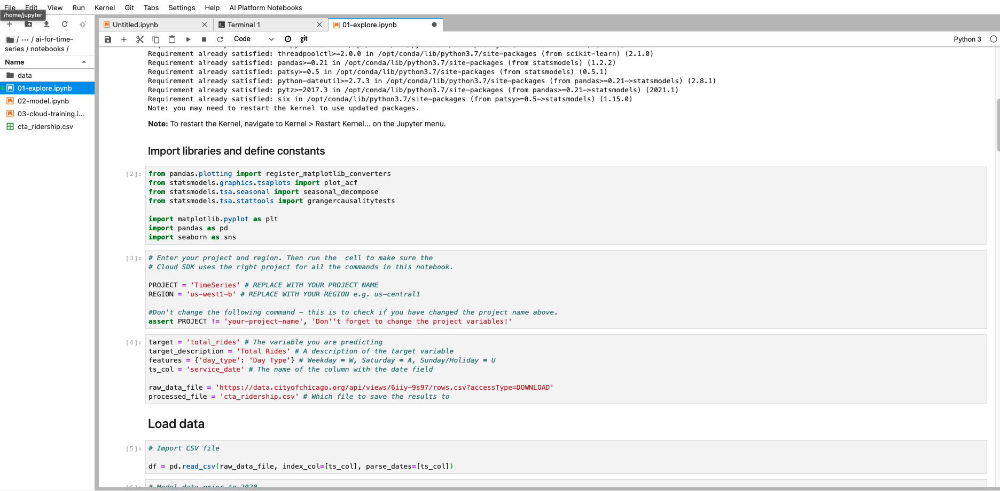 File Edit View Run Kernel Git Tabs Settings Help AI Platform Notebooks
/home/jupyter
Untitled.ipynb
Terminal 1
01-explore.ipynb
Code
git
Python 3
/ ··· / ai-for-time-
series / notebooks /
Name
data
01-explore.ipynb
02-model.ipynb
03-cloud-training.i...
cta_ridership.csv
Requirement already satisfied: threadpoolctl>=2.0.0 in /opt/conda/lib/python3.7/site-packages (from scikit-learn) (2.1.0)
Requirement already satisfied: pandas>=0.21 in /opt/conda/lib/python3.7/site-packages (from statsmodels) (1.2.2)
Requirement already satisfied: patsy>=0.5 in /opt/conda/lib/python3.7/site-packages (from statsmodels) (0.5.1)
Requirement already satisfied: python-dateutil>=2.7.3 in /opt/conda/lib/python3.7/site-packages (from pandas>=0.21->statsmodels) (2.8.1)
Requirement already satisfied: pytz>=2017.3 in /opt/conda/lib/python3.7/site-packages (from pandas>=0.21->statsmodels) (2021.1)
Requirement already satisfied: six in /opt/conda/lib/python3.7/site-packages (from patsy>=0.5->statsmodels) (1.15.0)
Note: you may need to restart the kernel to use updated packages.
Note: To restart the Kernel, navigate to Kernel > Restart Kernel... on the Jupyter menu.
Import libraries and define constants
[2]:
from pandas.plotting import register_matplotlib_converters
from statsmodels.graphics.tsaplots import plot_acf
from statsmodels.tsa.seasonal import seasonal_decompose
from statsmodels.tsa.stattools import grangercausalitytests
import matplotlib.pyplot as plt
import pandas as pd
import seaborn as sns
[3]:
# Enter your project and region. Then run the  cell to make sure the
# Cloud SDK uses the right project for all the commands in this notebook.
PROJECT = 'TimeSeries' # REPLACE WITH YOUR PROJECT NAME
REGION = 'us-west1-b' # REPLACE WITH YOUR REGION e.g. us-central1
#Don't change the following command - this is to check if you have changed the project name above.
assert PROJECT != 'your-project-name', 'Don''t forget to change the project variables!'
[4]:
target = 'total_rides' # The variable you are predicting
target_description = 'Total Rides' # A description of the target variable
features = {'day_type': 'Day Type'} # Weekday = W, Saturday = A, Sunday/Holiday = U
ts_col = 'service_date' # The name of the column with the date field
raw_data_file = 'https://data.cityofchicago.org/api/views/6iiy-9s97/rows.csv?accessType=DOWNLOAD'
processed_file = 'cta_ridership.csv' # Which file to save the results to
Load data
[5]:
# Import CSV file
df = pd.read_csv(raw_data_file, index_col=[ts_col], parse_dates=[ts_col])
[6]:
# Model data prior to 2020